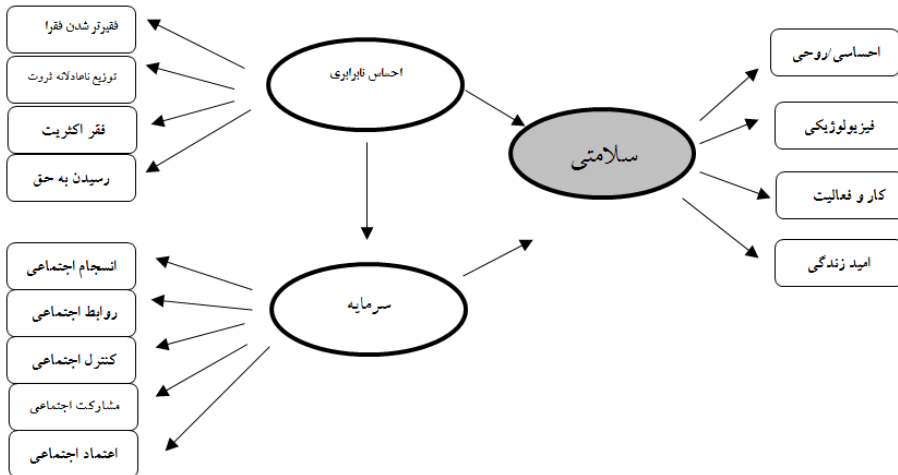 فقیرتر شدن فقرا
توزیع ناعادلانه ثروت
فقر اکثریت
رسیدن به حق
احساس نابرابری
سلامتی
احساسی/روحی
فیزیولوژیکی
کار و فعالیت
امید زندگی
انسجام اجتماعی
روابط اجتماعی
کنترل اجتماعی
مشارکت اجتماعی
اعتماد اجتماعی
سرمایه